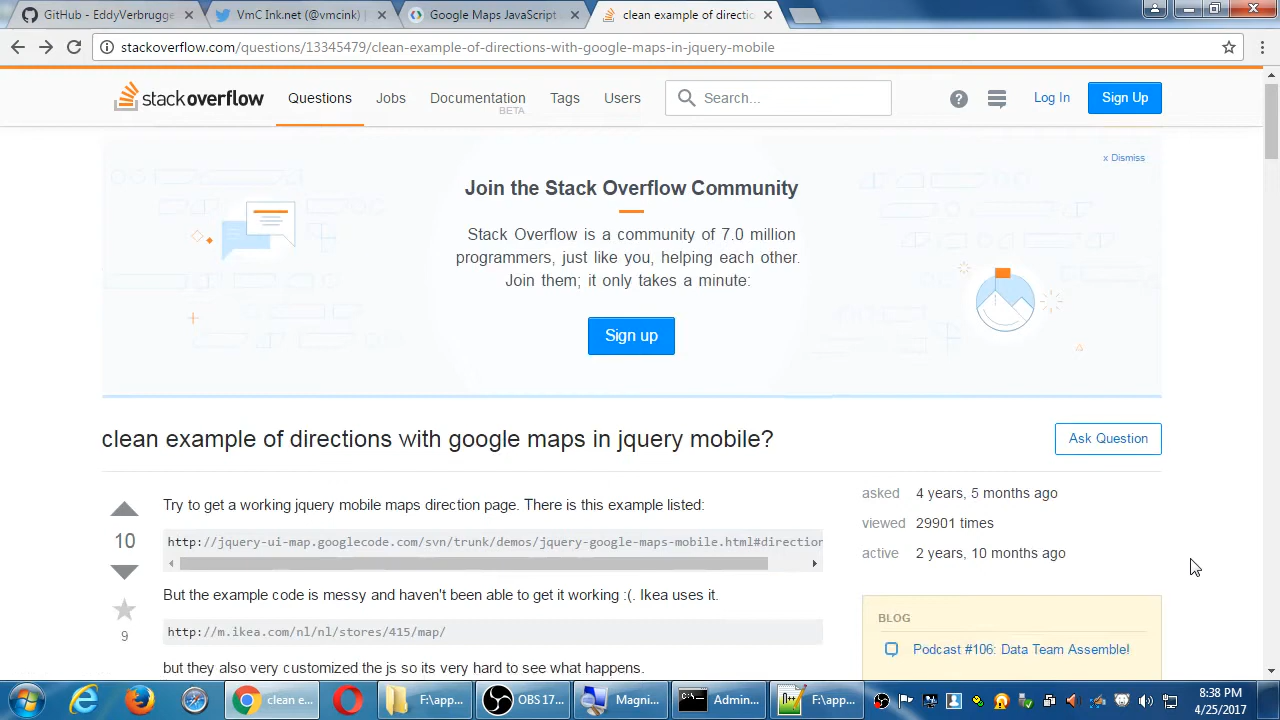 GitHub - EddyVerbrugge
VmC Ink.net (@vmcink)
Google Maps JavaScript
clean example of directi
stackoverflow.com/questions/13345479/clean-example-of-directions-with-google-maps-in-jquery-mobile
stackoverflow
Questions
Jobs
Documentation
BETA
Tags
Users
Search...
Log In
Sign Up
x Dismiss
Join the Stack Overflow Community
Stack Overflow is a community of 7.0 million
programmers, just like you, helping each other.
Join them; it only takes a minute:
Sign up
clean example of directions with google maps in jquery mobile?
Ask Question
10
9
Try to get a working jquery mobile maps direction page. There is this example listed:
http://jquery-ui-map.googlecode.com/svn/trunk/demos/jquery-google-maps-mobile.html#direction
But the example code is messy and haven't been able to get it working :(. Ikea uses it.
http://m.ikea.com/nl/nl/stores/415/map/
but they also very customized the js so its very hard to see what happens.
asked 4 years, 5 months ago
viewed 29901 times
active 2 years, 10 months ago
BLOG
Podcast #106: Data Team Assemble!
clean e...
F:\app...
OBS 17...
Magni...
Admin...
F:\app...
8:38 PM
4/25/2017